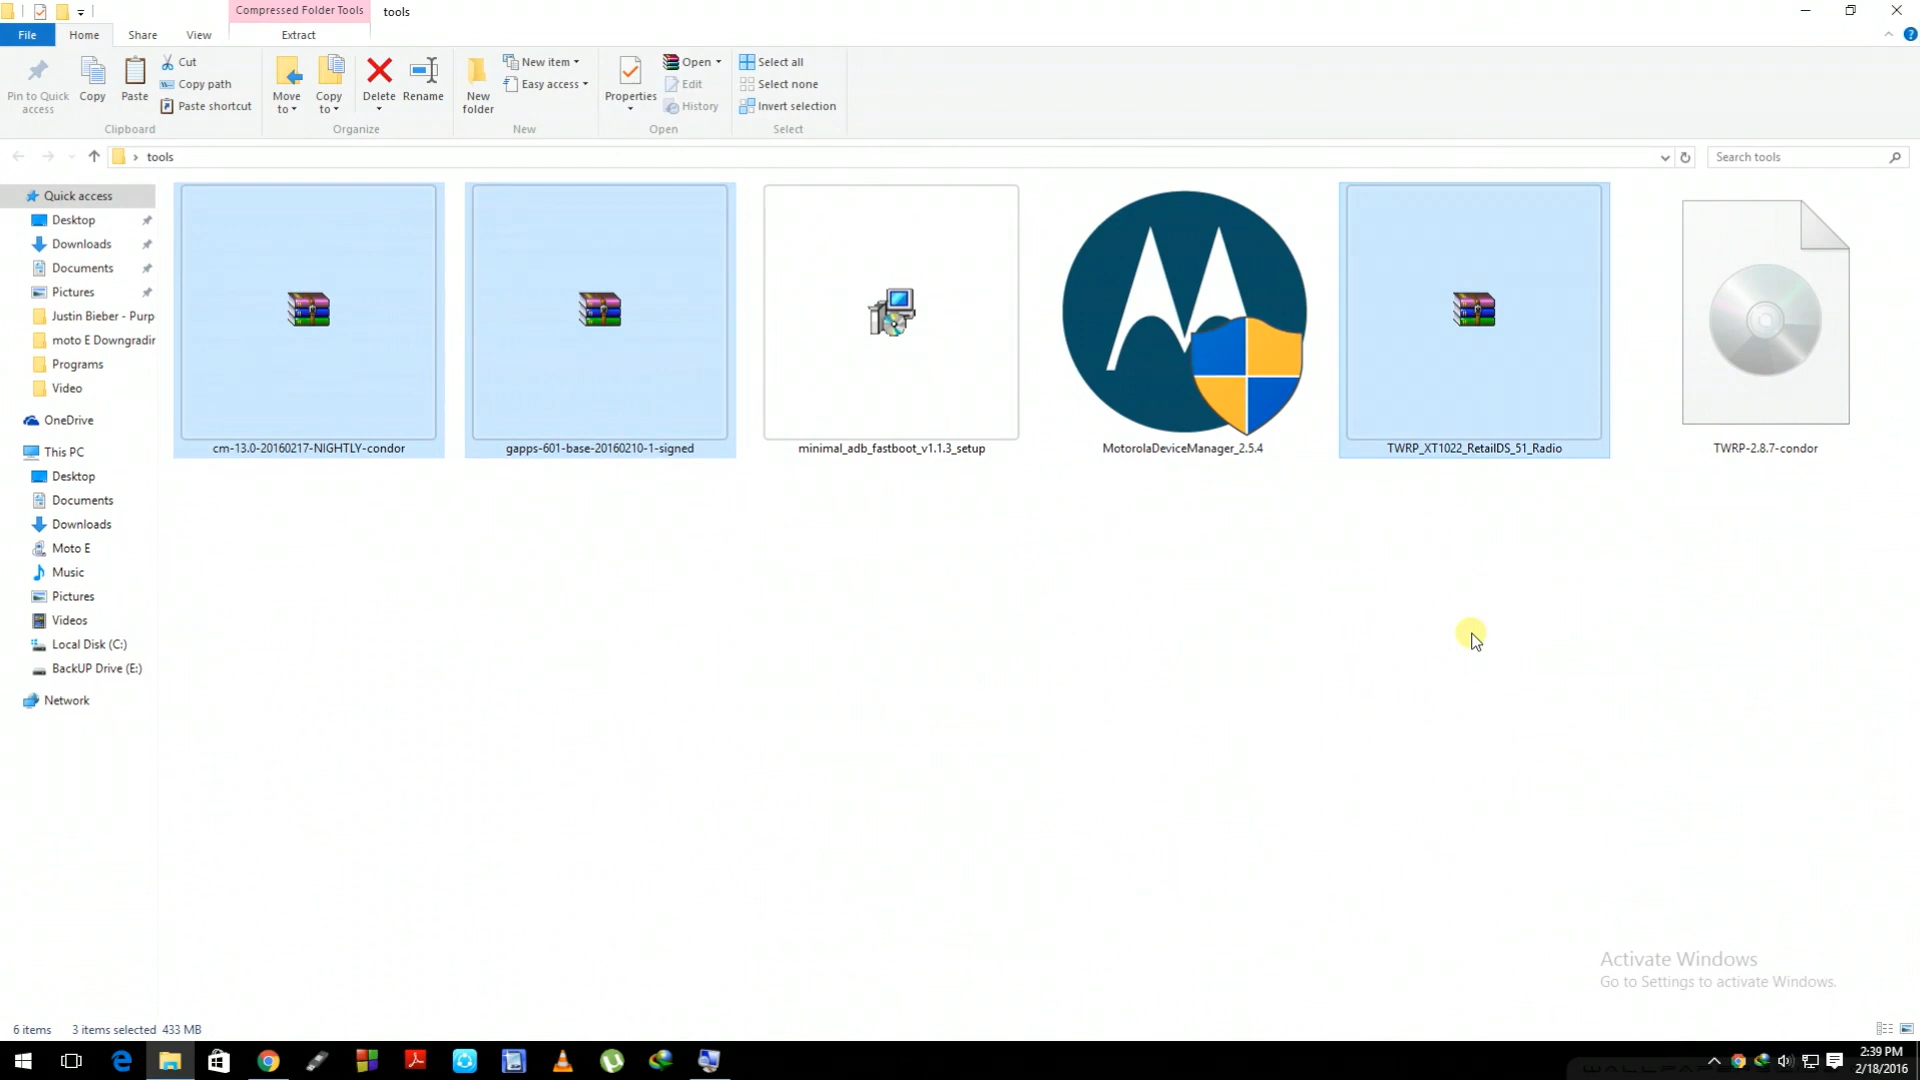 Compressed Folder Tools
tools
File
Home
Share
View
Extract
Pin to Quick access
Copy
Paste
Cut
Copy path
Paste shortcut
Clipboard
Move to
Copy to
Delete
Rename
Organize
New folder
New item
Easy access
New
Properties
Open
Edit
History
Open
Select all
Select none
Invert selection
Select
tools
Search tools
Quick access
Desktop
Downloads
Documents
Pictures
Justin Bieber - Purp
moto E Downgradin
Programs
Video
OneDrive
This PC
Desktop
Documents
Downloads
Moto E
Music
Pictures
Videos
Local Disk (C:)
BackUP Drive (E:)
Network
cm-13.0-20160217-NIGHTLY-condor
gapps-601-base-20160210-1-signed
minimal_adb_fastboot_v1.1.3_setup
MotorolaDeviceManager_2.5.4
TWRP_XT1022_RetailDS_51_Radio
TWRP-2.8.7-condor
Activate Windows
Go to Settings to activate Windows.
6 items
3 items selected 433 MB
2:39 PM
2/18/2016